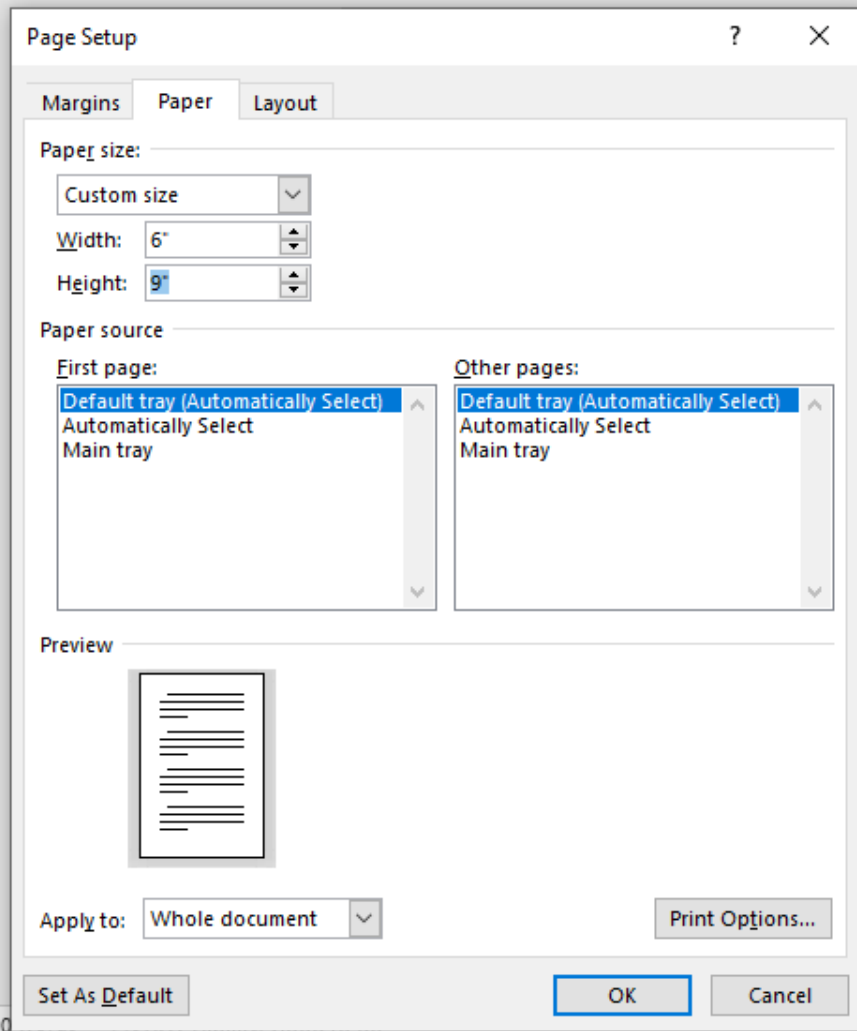 Page Setup ?
Margins Paper Layout
Paper size:
Custom size
Width: 6"
Height: 9"
Paper source
First page: Other pages:
Default tray (Automatically Select) Default tray (Automatically Select)
Automatically Select Automatically Select
Main tray Main tray
Preview
Apply to: Whole document Print Options...
Set As Default OK Cancel